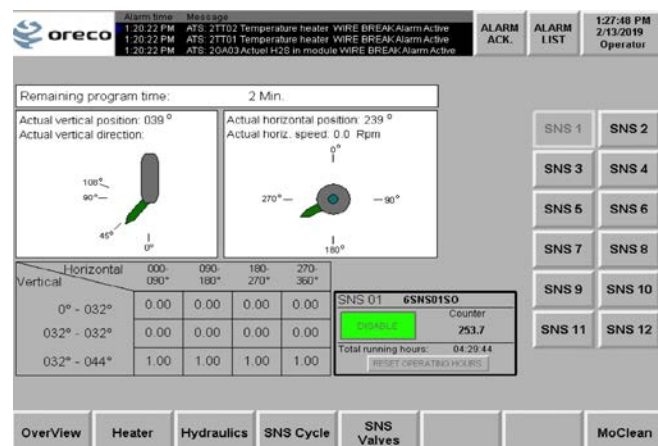 oreco
Alarm time Message
1:20:22 PM ATS: 2TT02 Temperature heater WIRE BREAK Alarm Active
1:20:22 PM ATS: 2TT01 Temperature heater WIRE BREAK Alarm Active
1:20:22 PM ATS: 2GA03 Actuel H2S in module WIRE BREAK Alarm Active
ALARM ACK.
ALARM LIST
1:27:48 PM
2/13/2019
Operator
Remaining program time: 2 Min.
Actual vertical position: 039 °
Actual vertical direction:
108°
90°
45°
0°
Actual horizontal position: 239 °
Actual horiz. speed: 0.0 Rpm
0°
270°
90°
180°
SNS 1 SNS 2
SNS 3 SNS 4
SNS 5 SNS 6
SNS 7 SNS 8
SNS 9 SNS 10
SNS 11 SNS 12
Horizontal 000-090° 090-180° 180-270° 270-360°
Vertical
0° - 032° 0.00 0.00 0.00 0.00
032° - 032° 0.00 0.00 0.00 0.00
032° - 044° 1.00 1.00 1.00 1.00
SNS 01 6SNS01SO
DISABLE
Counter
253.7
Total running hours: 04:29:44
RESET OPERATING HOURS
OverView Heater Hydraulics SNS Cycle SNS Valves MoClean